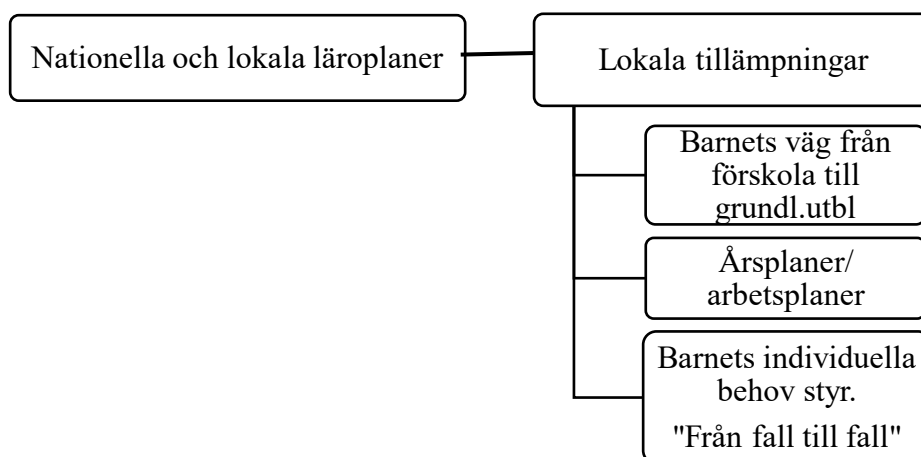 Nationella och lokala läroplaner
Lokala tillämpningar
Barnets väg från
förskola till
grundl.utbl
Årsplaner/
arbetsplaner
Barnets individuella
behov styr.
"Från fall till fall"